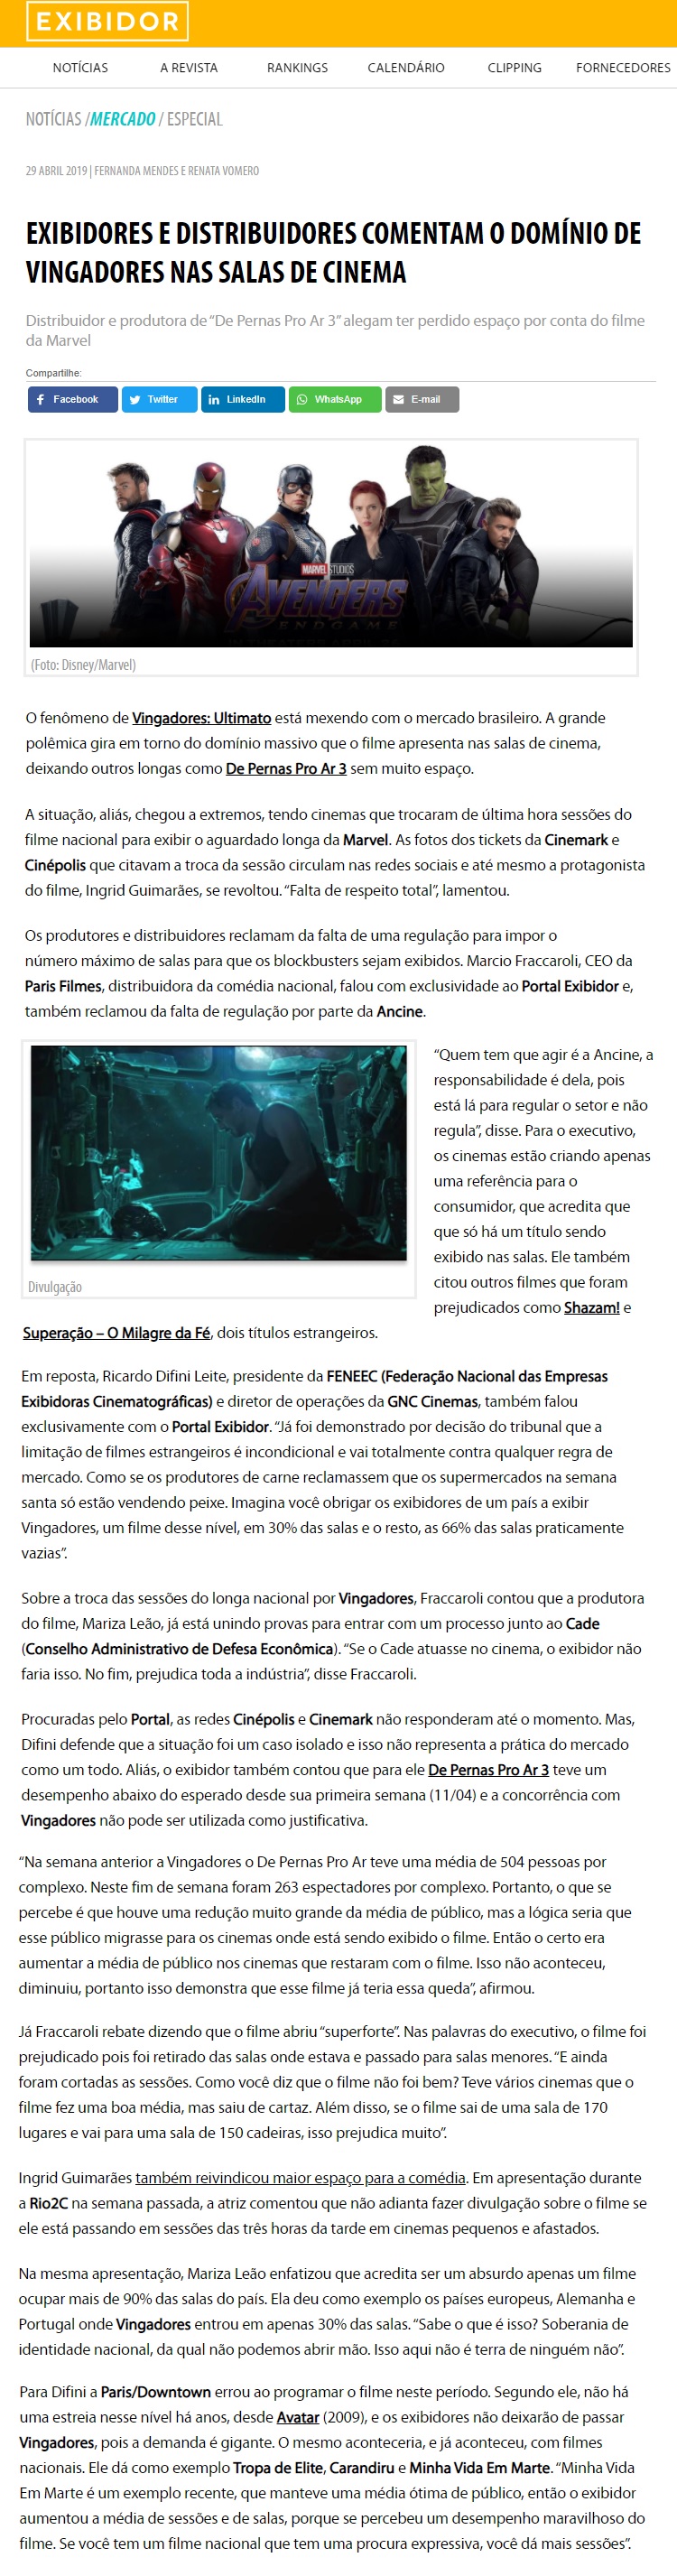 EXIBIDOR
NOTÍCIAS A REVISTA RANKINGS CALENDÁRIO CLIPPING FORNECEDORES
NOTÍCIAS /MERCADO / ESPECIAL
29 ABRIL 2019 | FERNANDA MENDES E RENATA VOMERO
EXIBIDORES E DISTRIBUIDORES COMENTAM O DOMÍNIO DE
VINGADORES NAS SALAS DE CINEMA
Distribuidor e produtora de “De Pernas Pro Ar 3” alegam ter perdido espaço por conta do filme
da Marvel
Compartilhe:
Facebook Twitter LinkedIn WhatsApp E-mail
MARVEL STUDIOS
AVENGERS
ENDGAME
(Foto: Disney/Marvel)
O fenômeno de Vingadores: Ultimato está mexendo com o mercado brasileiro. A grande
polêmica gira em torno do domínio massivo que o filme apresenta nas salas de cinema,
deixando outros longas como De Pernas Pro Ar 3 sem muito espaço.
A situação, aliás, chegou a extremos, tendo cinemas que trocaram de última hora sessões do
filme nacional para exibir o aguardado longa da Marvel. As fotos dos tickets da Cinemark e
Cinépolis que citavam a troca da sessão circulam nas redes sociais e até mesmo a protagonista
do filme, Ingrid Guimarães, se revoltou. “Falta de respeito total”, lamentou.
Os produtores e distribuidores reclamam da falta de uma regulação para impor o
número máximo de salas para que os blockbusters sejam exibidos. Marcio Fraccaroli, CEO da
Paris Filmes, distribuidora da comédia nacional, falou com exclusividade ao Portal Exibidor e,
também reclamou da falta de regulação por parte da Ancine.
“Quem tem que agir é a Ancine, a
responsabilidade é dela, pois
está lá para regular o setor e não
regula”, disse. Para o executivo,
os cinemas estão criando apenas
uma referência para o
consumidor, que acredita que
que só há um título sendo
exibido nas salas. Ele também
citou outros filmes que foram
prejudicados como Shazam! e
Divulgação
Superação – O Milagre da Fé, dois títulos estrangeiros.
Em reposta, Ricardo Difini Leite, presidente da FENEEC (Federação Nacional das Empresas
Exibidoras Cinematográficas) e diretor de operações da GNC Cinemas, também falou
exclusivamente com o Portal Exibidor. “Já foi demonstrado por decisão do tribunal que a
limitação de filmes estrangeiros é incondicional e vai totalmente contra qualquer regra de
mercado. Como se os produtores de carne reclamassem que os supermercados na semana
santa só estão vendendo peixe. Imagina você obrigar os exibidores de um país a exibir
Vingadores, um filme desse nível, em 30% das salas e o resto, as 66% das salas praticamente
vazias”.
Sobre a troca das sessões do longa nacional por Vingadores, Fraccaroli contou que a produtora
do filme, Mariza Leão, já está unindo provas para entrar com um processo junto ao Cade
(Conselho Administrativo de Defesa Econômica). “Se o Cade atuasse no cinema, o exibidor não
faria isso. No fim, prejudica toda a indústria”, disse Fraccaroli.
Procuradas pelo Portal, as redes Cinépolis e Cinemark não responderam até o momento. Mas,
Difini defende que a situação foi um caso isolado e isso não representa a prática do mercado
como um todo. Aliás, o exibidor também contou que para ele De Pernas Pro Ar 3 teve um
desempenho abaixo do esperado desde sua primeira semana (11/04) e a concorrência com
Vingadores não pode ser utilizada como justificativa.
“Na semana anterior a Vingadores o De Pernas Pro Ar teve uma média de 504 pessoas por
complexo. Neste fim de semana foram 263 espectadores por complexo. Portanto, o que se
percebe é que houve uma redução muito grande da média de público, mas a lógica seria que
esse público migrasse para os cinemas onde está sendo exibido o filme. Então o certo era
aumentar a média de público nos cinemas que restaram com o filme. Isso não aconteceu,
diminuiu, portanto isso demonstra que esse filme já teria essa queda”, afirmou.
Já Fraccaroli rebate dizendo que o filme abriu “superforte”. Nas palavras do executivo, o filme foi
prejudicado pois foi retirado das salas onde estava e passado para salas menores. “E ainda
foram cortadas as sessões. Como você diz que o filme não foi bem? Teve vários cinemas que o
filme fez uma boa média, mas saiu de cartaz. Além disso, se o filme sai de uma sala de 170
lugares e vai para uma sala de 150 cadeiras, isso prejudica muito”.
Ingrid Guimarães também reivindicou maior espaço para a comédia. Em apresentação durante
a Rio2C na semana passada, a atriz comentou que não adianta fazer divulgação sobre o filme se
ele está passando em sessões das três horas da tarde em cinemas pequenos e afastados.
Na mesma apresentação, Mariza Leão enfatizou que acredita ser um absurdo apenas um filme
ocupar mais de 90% das salas do país. Ela deu como exemplo os países europeus, Alemanha e
Portugal onde Vingadores entrou em apenas 30% das salas. “Sabe o que é isso? Soberania de
identidade nacional, da qual não podemos abrir mão. Isso aqui não é terra de ninguém não”.
Para Difini a Paris/Downtown errou ao programar o filme neste período. Segundo ele, não há
uma estreia nesse nível há anos, desde Avatar (2009), e os exibidores não deixarão de passar
Vingadores, pois a demanda é gigante. O mesmo aconteceria, e já aconteceu, com filmes
nacionais. Ele dá como exemplo Tropa de Elite, Carandiru e Minha Vida Em Marte. “Minha Vida
Em Marte é um exemplo recente, que manteve uma média ótima de público, então o exibidor
aumentou a média de sessões e de salas, porque se percebeu um desempenho maravilhoso do
filme. Se você tem um filme nacional que tem uma procura expressiva, você dá mais sessões”.